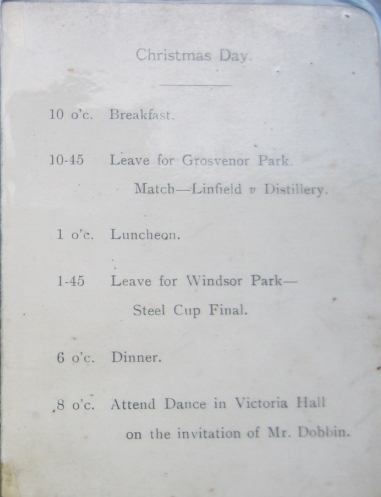 Christmas Day.
10 o'c. Breakfast.
10-45 Leave for Grosvenor Park.
Match—Linfield v Distillery.
1 o'c. Luncheon.
1-45 Leave for Windsor Park—
Steel Cup Final.
6 o'c. Dinner.
8 o'c. Attend Dance in Victoria Hall
on the invitation of Mr. Dobbin.